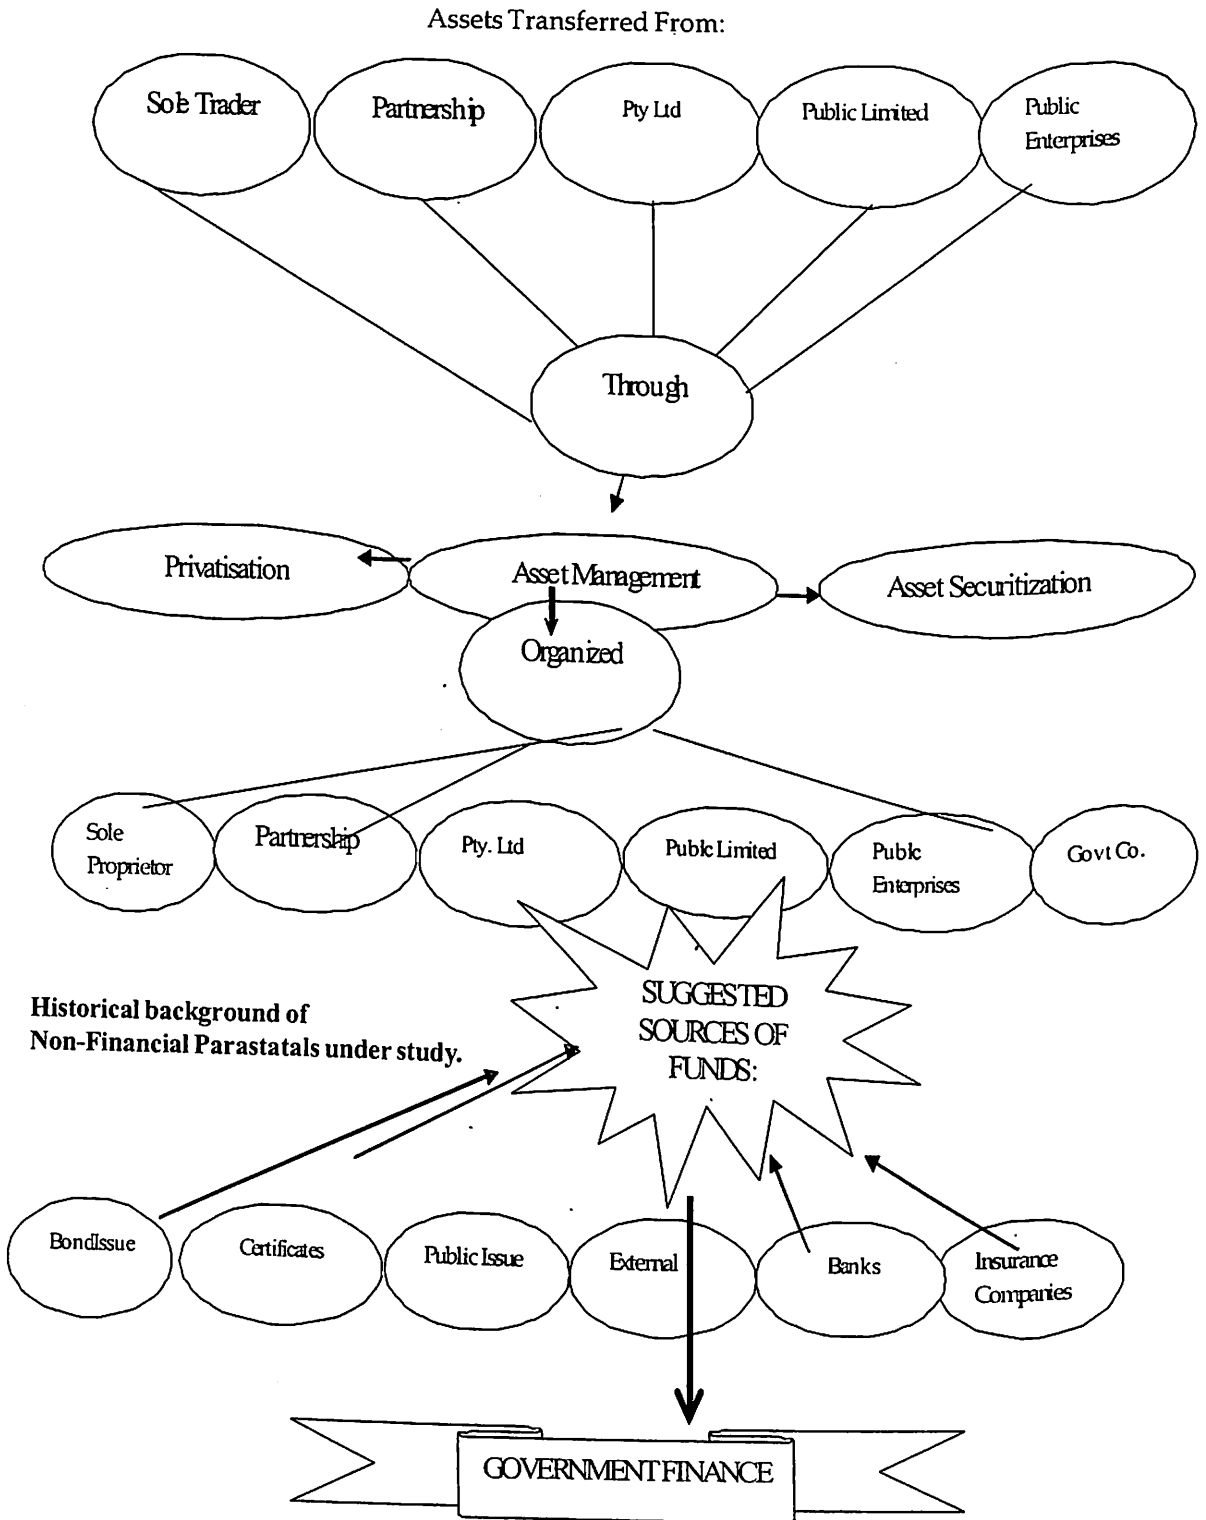 Assets Transferred From:
Sole Trader
Partnership
Pty Ltd
Public Limited
Public
Enterprises
Through
Privatisation
Asset Management
Asset Securitization
Organized
Sole
Proprietor
Partnership
Pty. Ltd
Public Limited
Public
Enterprises
Govt Co.
SUGGESTED
SOURCES OF
FUNDS:
Historical background of
Non-Financial Parastatals under study.
Bond Issue
Certificates
Public Issue
External
Banks
Insurance
Companies
GOVERNMENT FINANCE